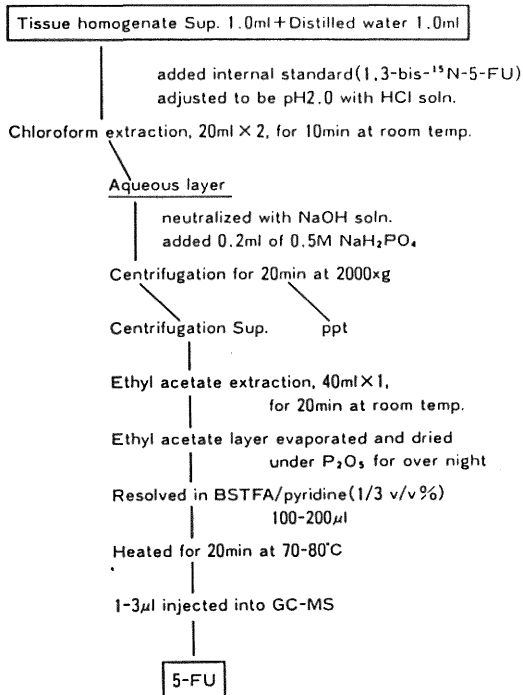 Tissue homogenate Sup. 1.0ml+Distilled water 1.0ml
added internal standard(1,3-bis-¹⁵N-5-FU)
adjusted to be pH2.0 with HCl soln.
Chloroform extraction, 20ml×2, for 10min at room temp.
Aqueous layer
neutralized with NaOH soln.
added 0.2ml of 0.5M NaH₂PO₄
Centrifugation for 20min at 2000xg
Centrifugation Sup. ppt
Ethyl acetate extraction, 40ml×1,
for 20min at room temp.
Ethyl acetate layer evaporated and dried
under P₂O₅ for over night
Resolved in BSTFA/pyridine(1/3 v/v%)
100-200μl
Heated for 20min at 70-80°C
1-3μl injected into GC-MS
5-FU